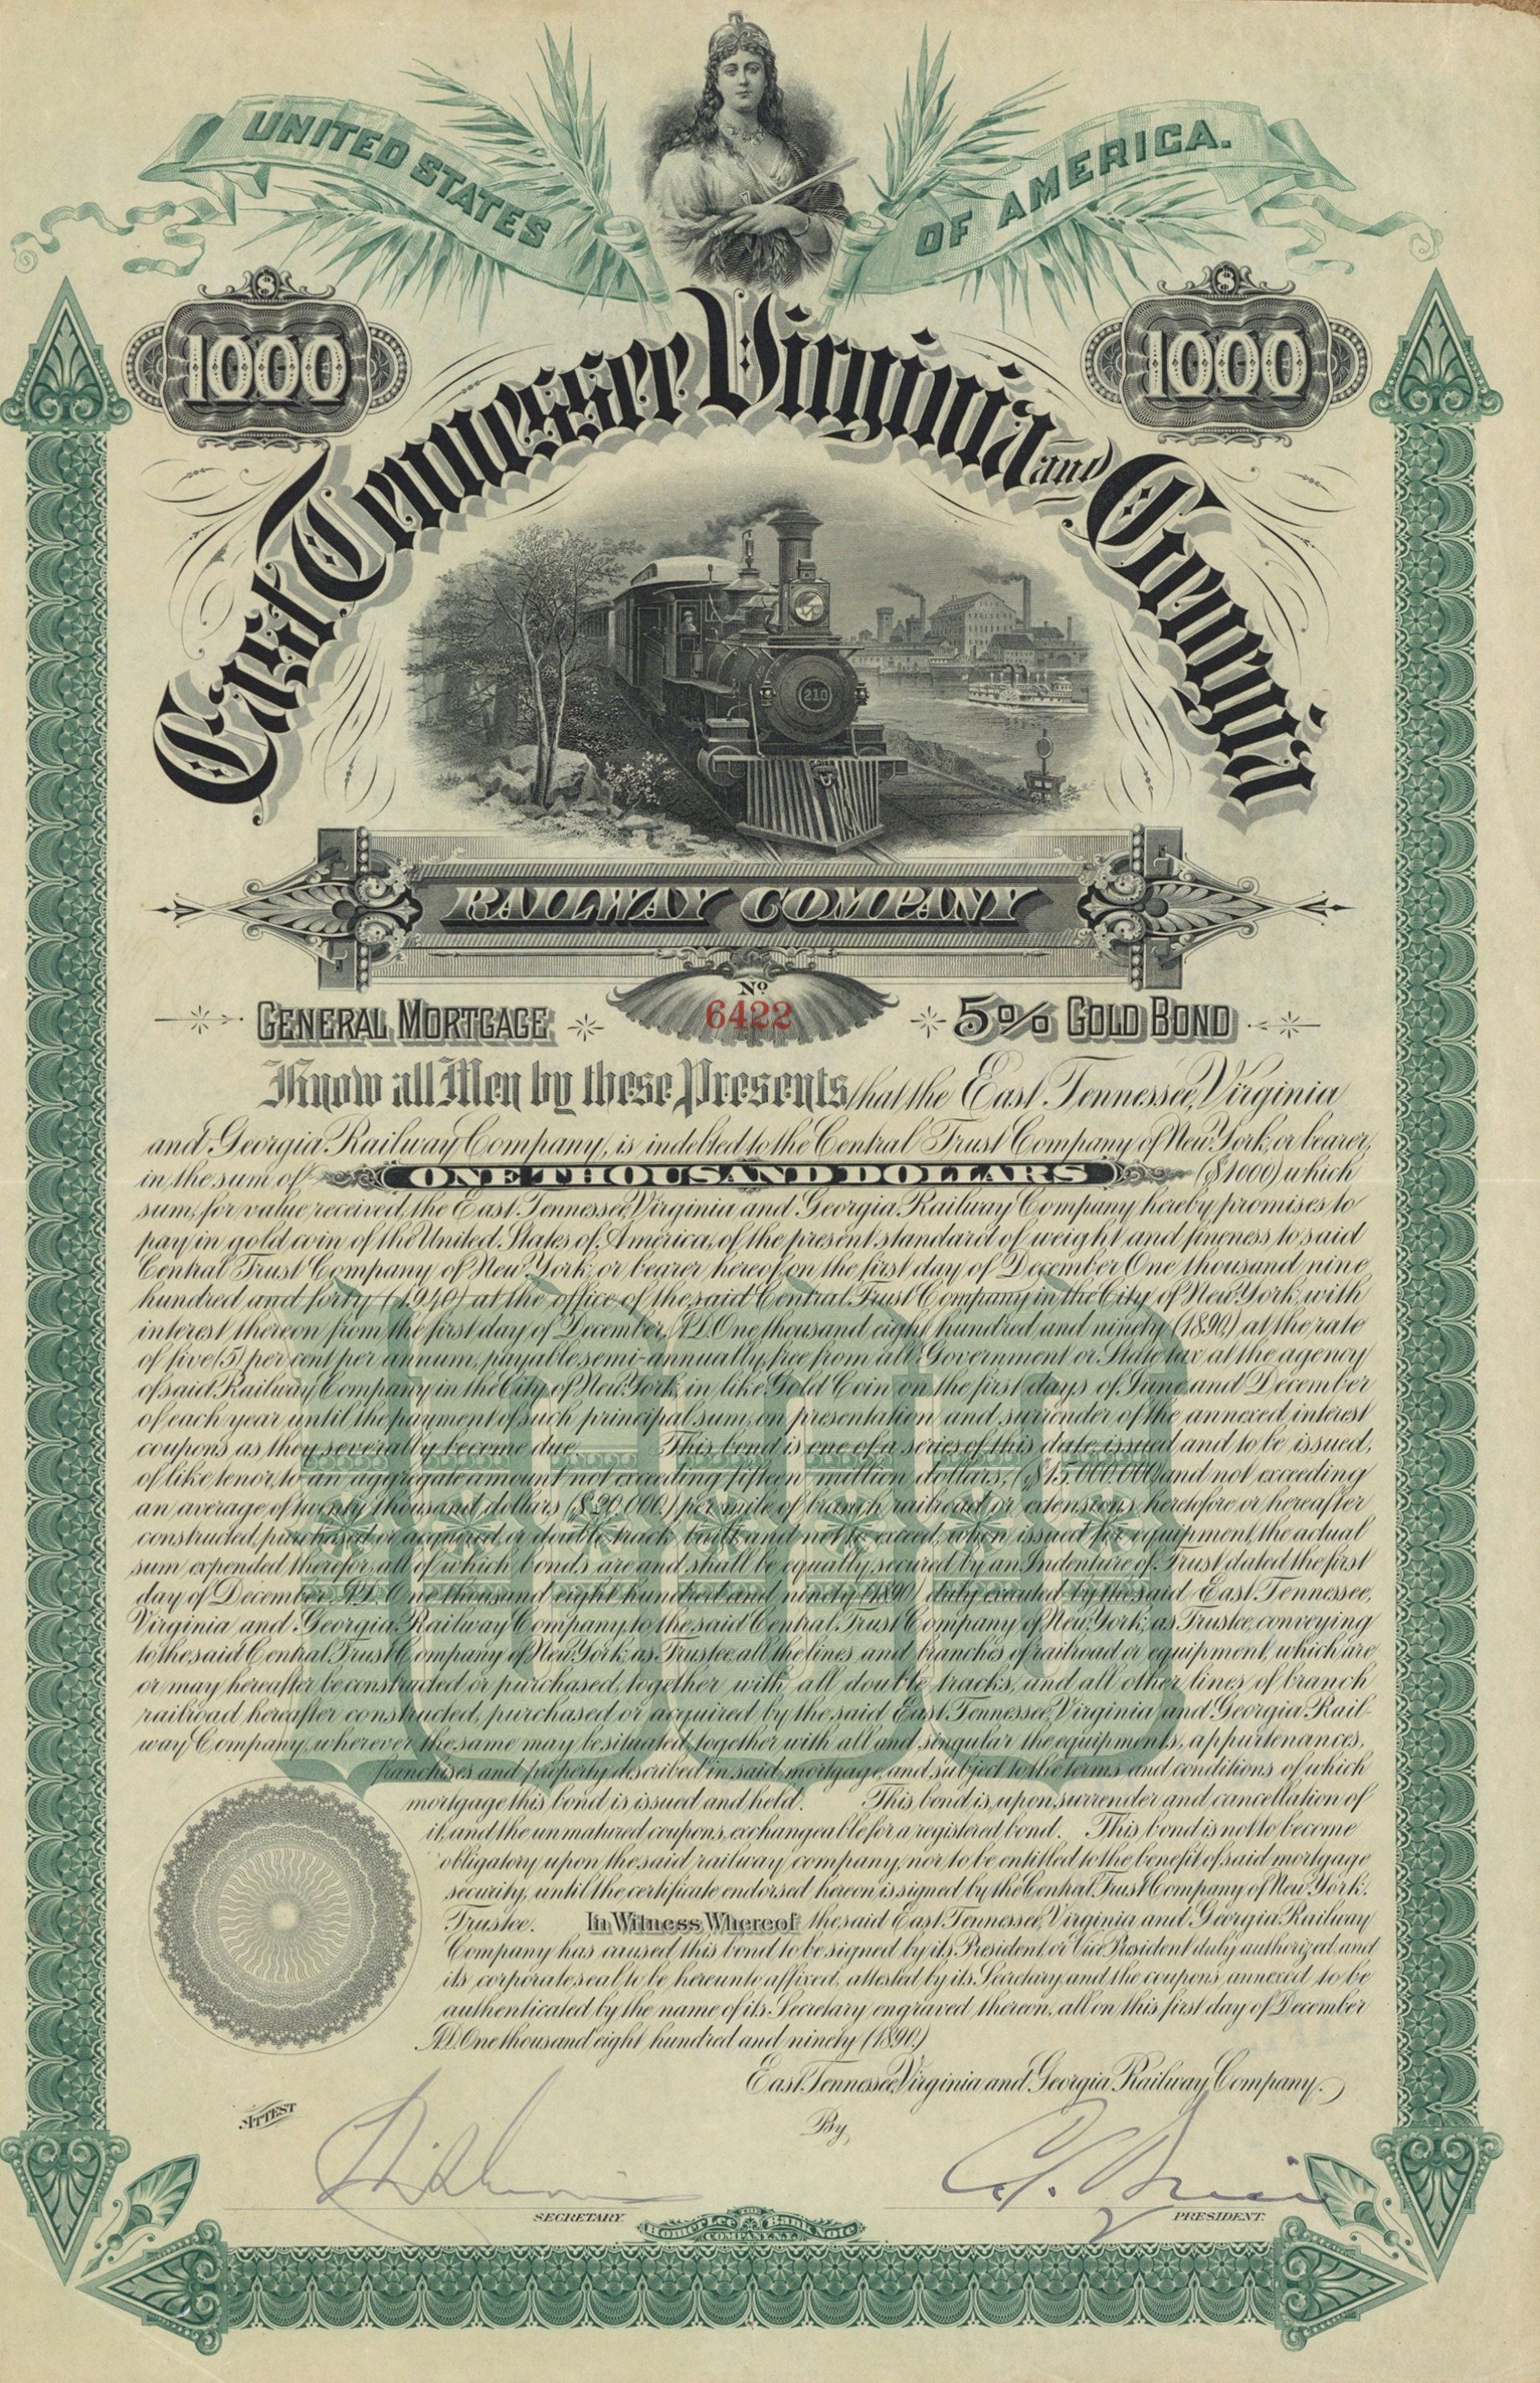 UNITED STATES
OF AMERICA.
$
1000
$
1000
East Tennessee Virginia and Georgia
210
RAILWAY COMPANY
GENERAL MORTGAGE
No
6422
5% GOLD BOND
Know all Men by these Presents, that the East Tennessee, Virginia
and Georgia Railway Company, is indebted to the Central Trust Company of New York, or bearer,
in the sum of ONE THOUSAND DOLLARS ($1000) which
sum, for value received, the East Tennessee, Virginia and Georgia Railway Company hereby promises to
pay in gold coin of the United States of America, of the present standard of weight and fineness to said
Central Trust Company of New York, or bearer hereof, on the first day of December One thousand nine
hundred and forty (1940) at the office of the said Central Trust Company in the City of New York, with
interest thereon from the first day of December, A.D. One thousand eight hundred and ninety (1890) at the rate
of five (5) per cent per annum, payable semi-annually, free from all Government or State tax at the agency
of said Railway Company in the City of New York, in like Gold Coin on the first days of June and December
of each year until the payment of such principal sum, on presentation and surrender of the annexed interest
coupons as they severally become due. This bond is one of a series of this date, issued and to be issued,
of like tenor, to an aggregate amount not exceeding fifteen million dollars, ($15,000,000) and not exceeding
an average of twenty thousand dollars ($20,000.) per mile of branch railroad or extensions heretofore or hereafter
constructed, purchased or acquired, or double track built and not to exceed, when issued for equipment, the actual
sum expended therefor, all of which bonds are and shall be equally secured by an Indenture of Trust dated the first
day of December, A.D. One thousand eight hundred and ninety (1890) duly executed by the said East Tennessee,
Virginia and Georgia Railway Company, to the said Central Trust Company of New York, as Trustee, conveying
to the said Central Trust Company of New York, as Trustee, all the lines and branches of railroad or equipment, which are
or may hereafter be constructed or purchased, together with all double tracks, and all other lines of branch
railroad hereafter constructed, purchased or acquired by the said East Tennessee, Virginia and Georgia Rail-
way Company, wherever the same may be situated, together with all and singular the equipments, appurtenances,
franchises and property described in said mortgage, and subject to the terms and conditions of which
mortgage this bond is issued and held. This bond is, upon surrender and cancellation of
it, and the unmatured coupons, exchangeable for a registered bond. This bond is not to become
obligatory upon the said railway company, nor to be entitled to the benefit of said mortgage
security, until the certificate endorsed hereon is signed by the Central Trust Company of New York,
Trustee. In Witness Whereof the said East Tennessee, Virginia and Georgia Railway
Company has caused this bond to be signed by its President or Vice President duly authorized and
its corporate seal to be hereunto affixed, attested by its Secretary, and the coupons annexed to be
authenticated by the name of its Secretary engraved thereon, all on this first day of December
A.D. One thousand eight hundred and ninety (1890.)
East Tennessee, Virginia and Georgia Railway Company.
ATTEST
By,
SECRETARY.
PRESIDENT.
Homer Lee Bank Note
COMPANY, N.Y.